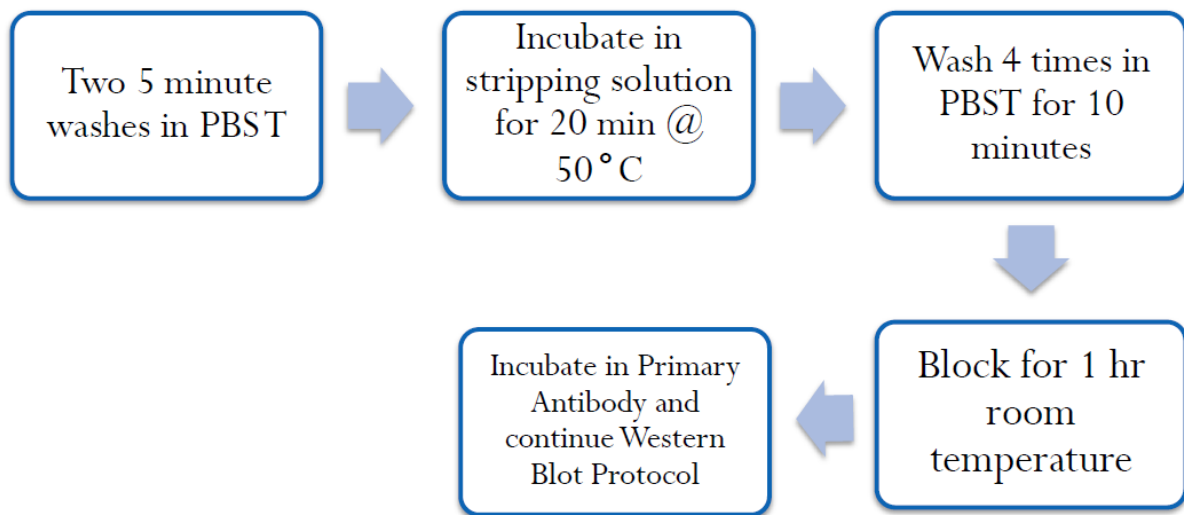 Two 5 minute
washes in PBST
Incubate in
stripping solution
for 20 min @
50°C
Wash 4 times in
PBST for 10
minutes
Block for 1 hr
room
temperature
Incubate in Primary
Antibody and
continue Western
Blot Protocol